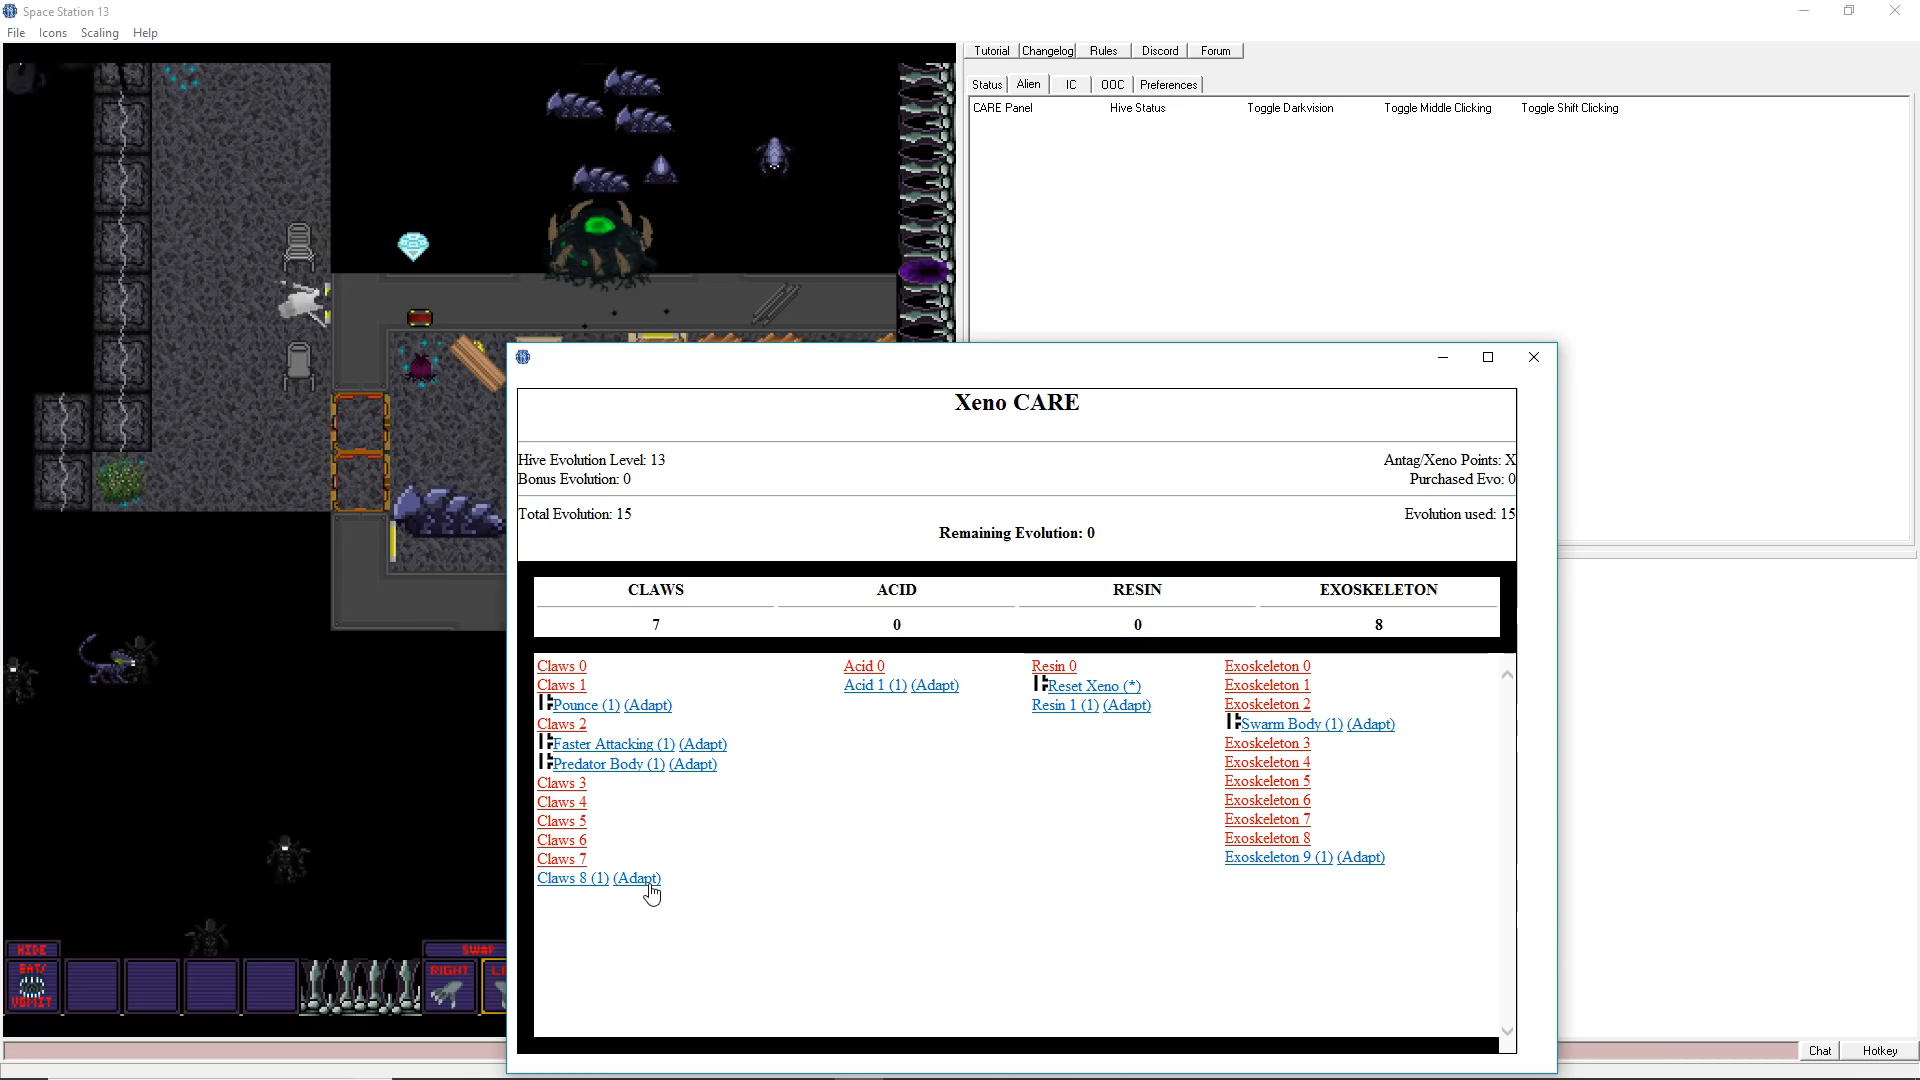 Space Station 13
File Icons Scaling Help
Tutorial Changelog Rules Discord Forum
Status Alien IC OOC Preferences
CARE Panel Hive Status Toggle Darkvision Toggle Middle Clicking Toggle Shift Clicking
Xeno CARE
Hive Evolution Level: 13 Antag/Xeno Points: X
Bonus Evolution: 0 Purchased Evo: 0
Total Evolution: 15 Evolution used: 15
Remaining Evolution: 0
CLAWS ACID RESIN EXOSKELETON
7 0 0 8
Claws 0
Claws 1
Pounce (1) (Adapt)
Claws 2
Faster Attacking (1) (Adapt)
Predator Body (1) (Adapt)
Claws 3
Claws 4
Claws 5
Claws 6
Claws 7
Claws 8 (1) (Adapt)
Acid 0
Acid 1 (1) (Adapt)
Resin 0
Reset Xeno (*)
Resin 1 (1) (Adapt)
Exoskeleton 0
Exoskeleton 1
Exoskeleton 2
Swarm Body (1) (Adapt)
Exoskeleton 3
Exoskeleton 4
Exoskeleton 5
Exoskeleton 6
Exoskeleton 7
Exoskeleton 8
Exoskeleton 9 (1) (Adapt)
HIDE SWAP
EAT/ RIGHT
VOMIT
Chat Hotkey